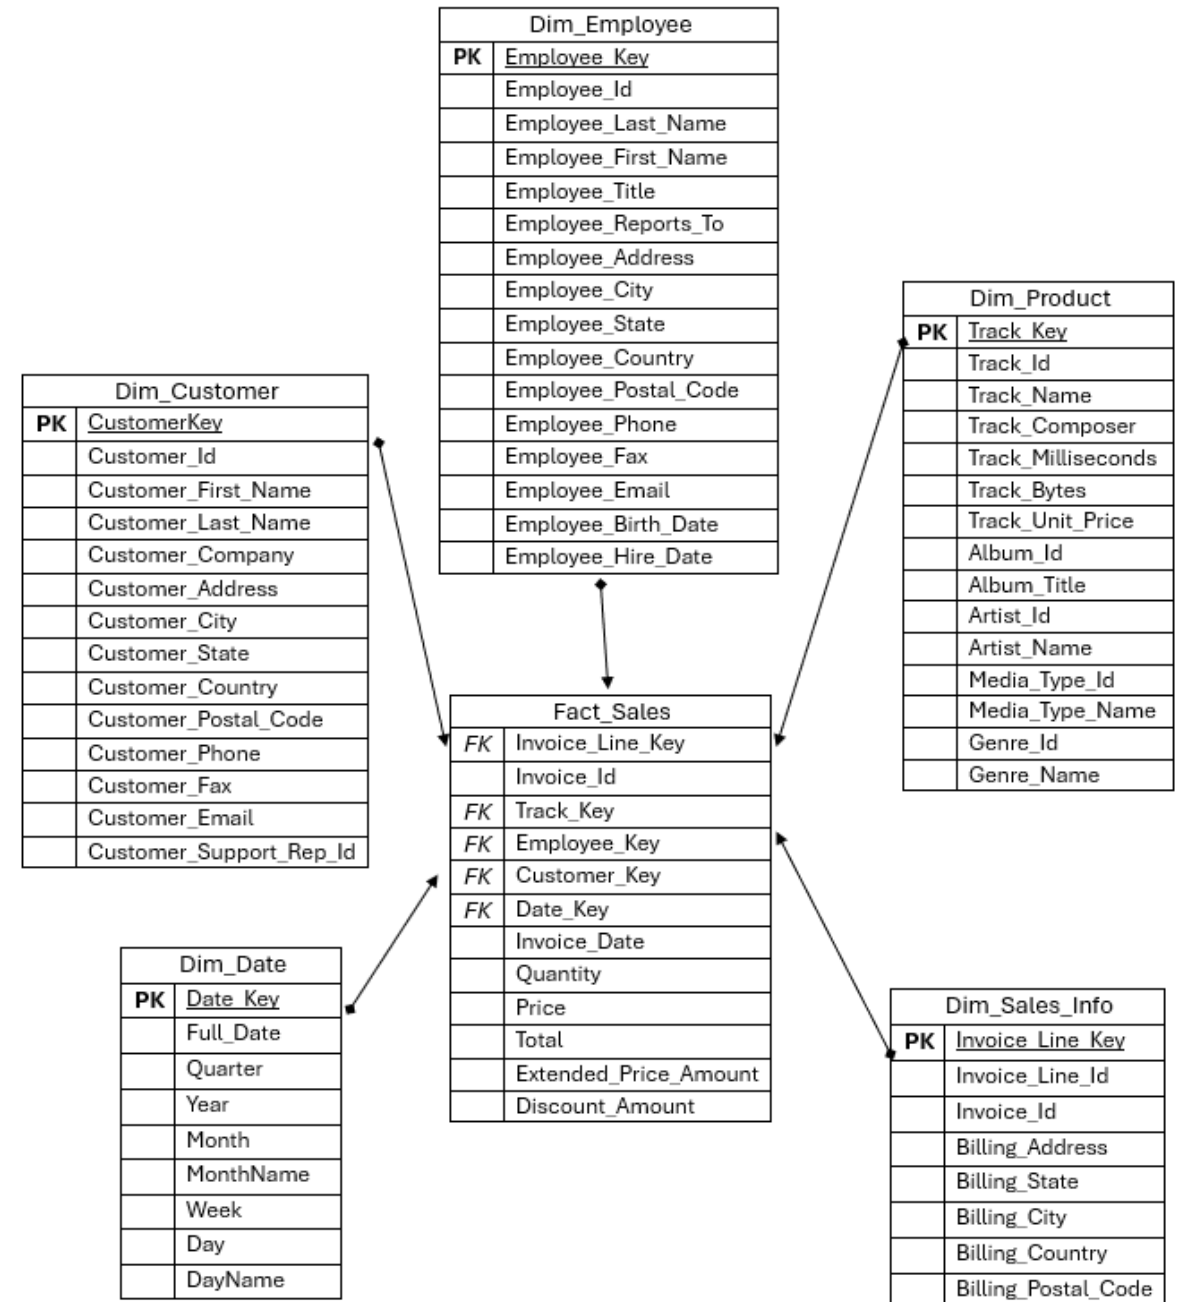 Dim_Employee
PK Employee_Key
Employee_Id
Employee_Last_Name
Employee_First_Name
Employee_Title
Employee_Reports_To
Employee_Address
Employee_City
Employee_State
Employee_Country
Employee_Postal_Code
Employee_Phone
Employee_Fax
Employee_Email
Employee_Birth_Date
Employee_Hire_Date
Dim_Product
PK Track_Key
Track_Id
Track_Name
Track_Composer
Track_Milliseconds
Track_Bytes
Track_Unit_Price
Album_Id
Album_Title
Artist_Id
Artist_Name
Media_Type_Id
Media_Type_Name
Genre_Id
Genre_Name
Dim_Customer
PK CustomerKey
Customer_Id
Customer_First_Name
Customer_Last_Name
Customer_Company
Customer_Address
Customer_City
Customer_State
Customer_Country
Customer_Postal_Code
Customer_Phone
Customer_Fax
Customer_Email
Customer_Support_Rep_Id
Fact_Sales
FK Invoice_Line_Key
Invoice_Id
FK Track_Key
FK Employee_Key
FK Customer_Key
FK Date_Key
Invoice_Date
Quantity
Price
Total
Extended_Price_Amount
Discount_Amount
Dim_Date
PK Date_Key
Full_Date
Quarter
Year
Month
MonthName
Week
Day
DayName
Dim_Sales_Info
PK Invoice_Line_Key
Invoice_Line_Id
Invoice_Id
Billing_Address
Billing_State
Billing_City
Billing_Country
Billing_Postal_Code